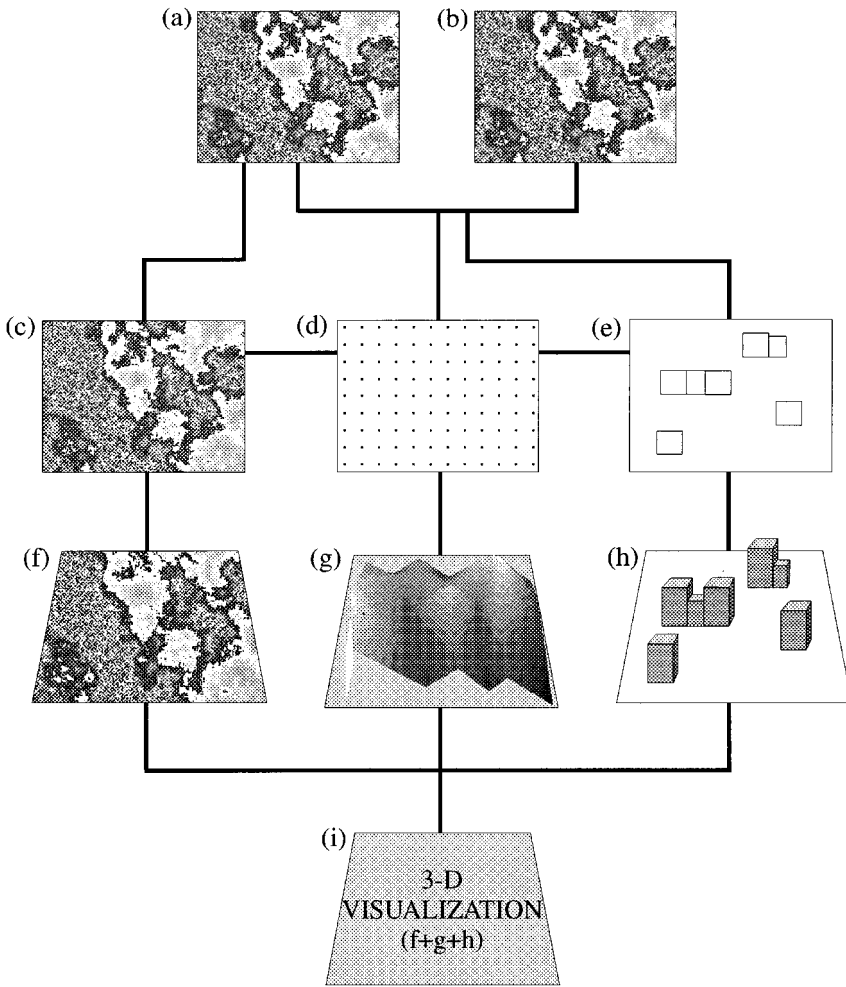 (a)
(b)
(c)
(d)
(e)
(f)
(g)
(h)
(i)
3-D
VISUALIZATION
(f+g+h)